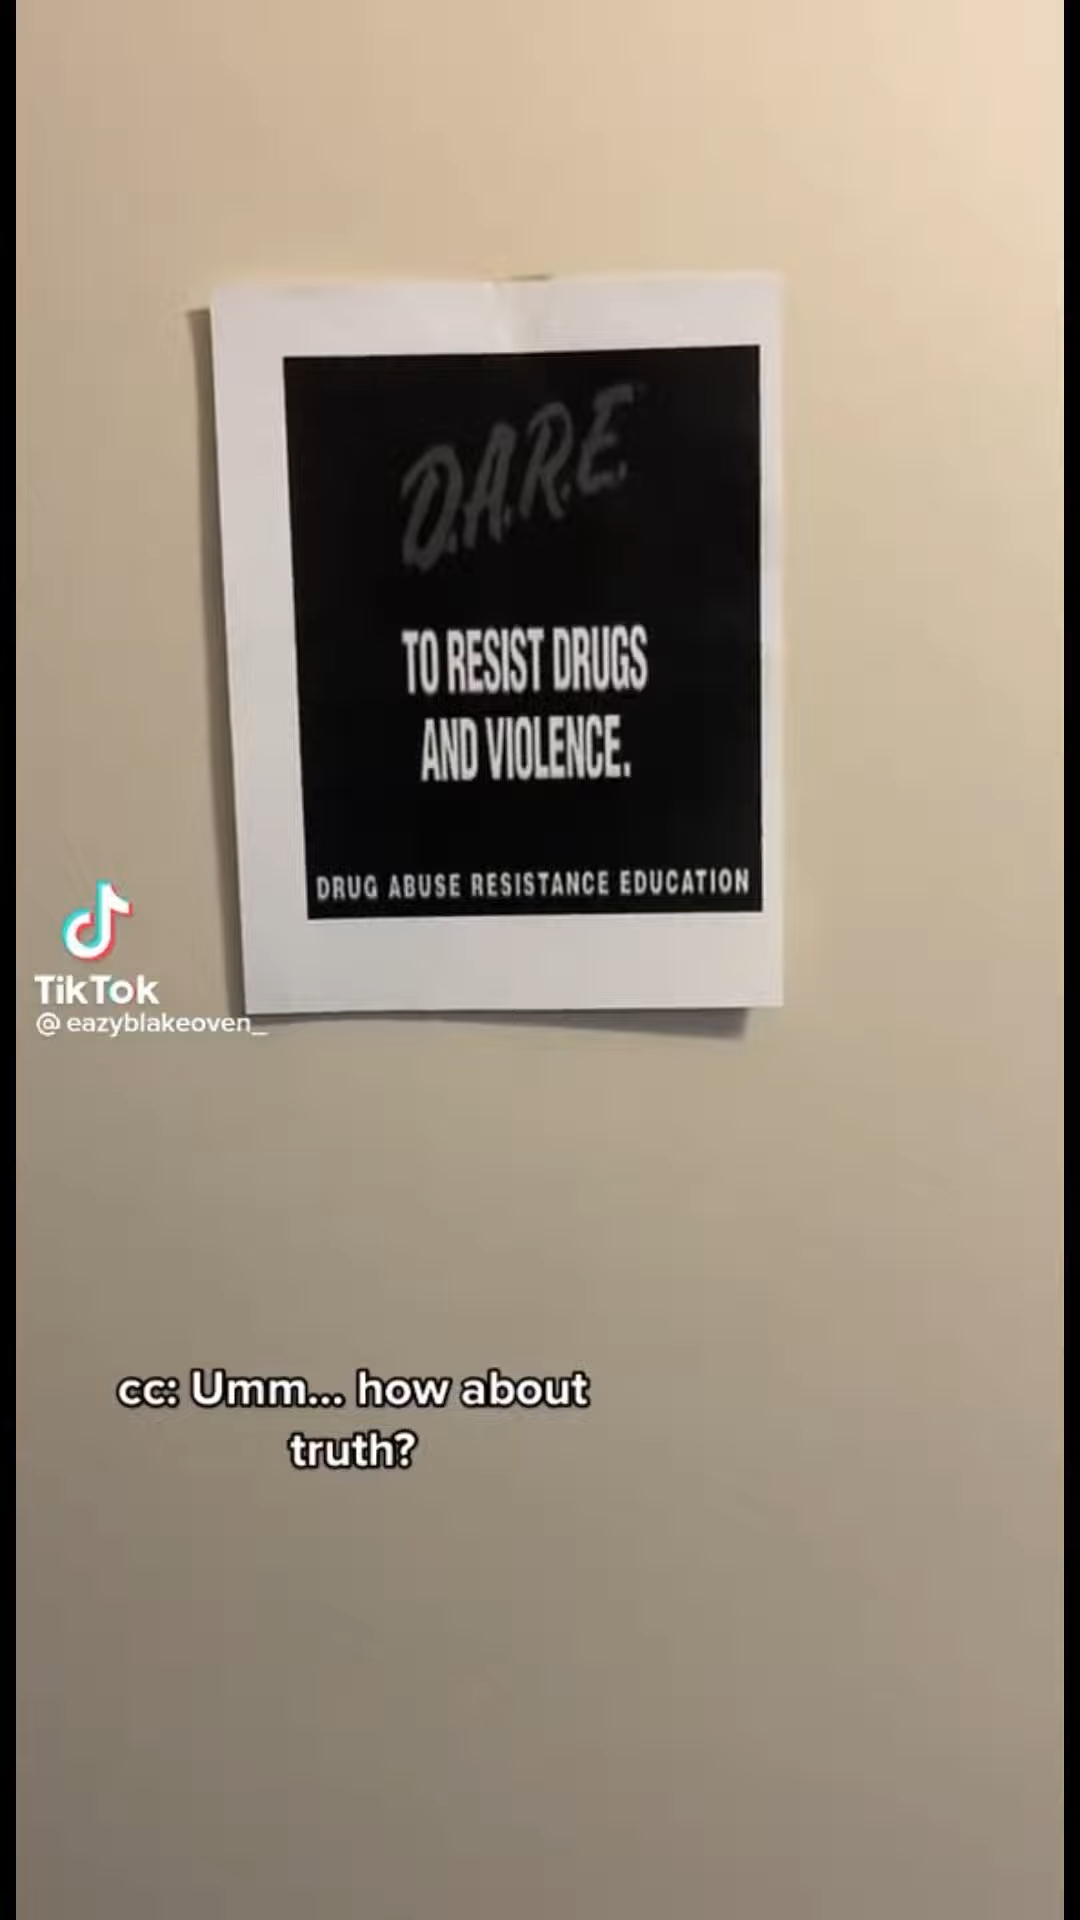 D.A.R.E.
TO RESIST DRUGS
AND VIOLENCE.
DRUG ABUSE RESISTANCE EDUCATION
TikTok
@eazyblakeoven_
cc: Umm... how about
truth?